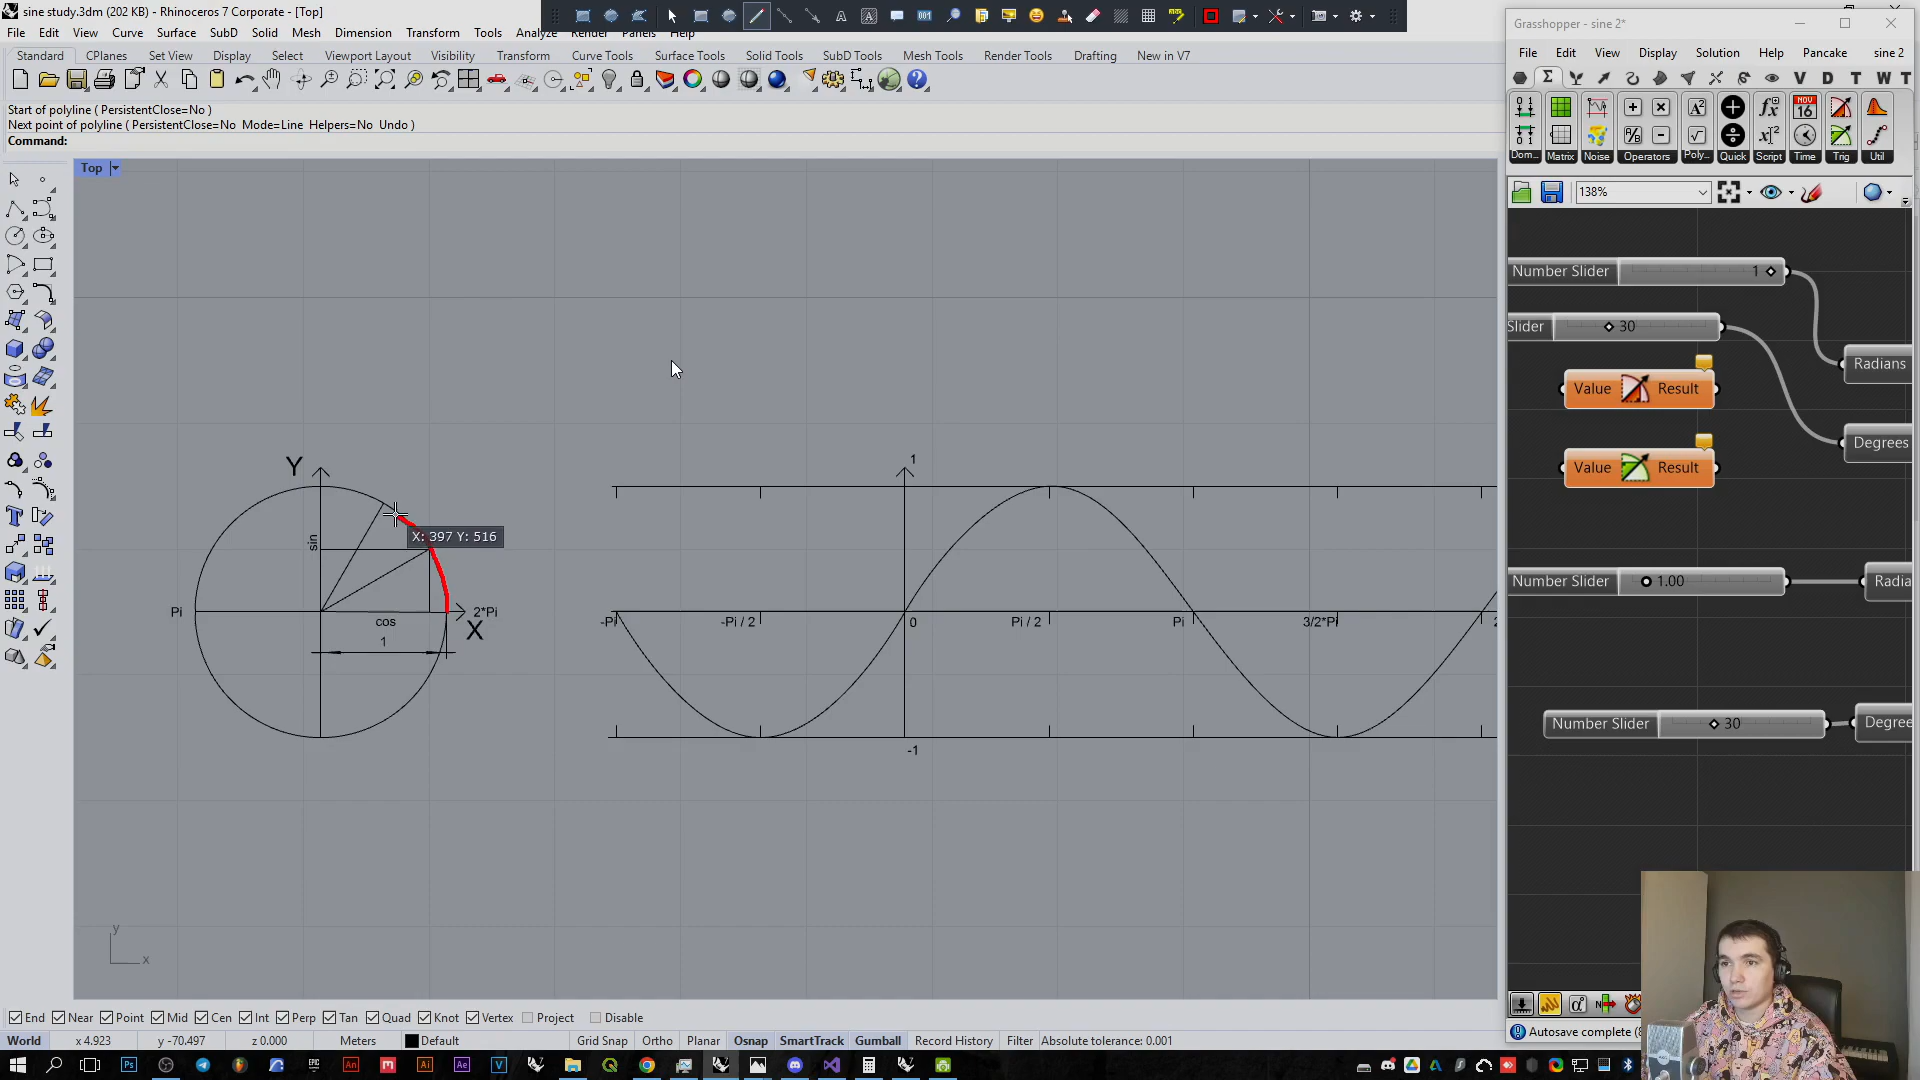 sine study.3dm (202 KB) - Rhinoceros 7 Corporate - [Top]
Grasshopper - sine 2*
File Edit View Curve Surface SubD Solid Mesh Dimension Transform Tools Analyze Render Panels Help
File Edit View Display Solution Help Pancake sine 2
Standard CPlanes Set View Display Select Viewport Layout Visibility Transform Curve Tools Surface Tools Solid Tools SubD Tools Mesh Tools Render Tools Drafting New in V7
V D T W T
Start of polyline ( PersistentClose=No )
Next point of polyline ( PersistentClose=No Mode=Line Helpers=No Undo )
Command:
Dom... Matrix Noise Operators Poly... Quick Script Time Trig Util
Top
138%
Number Slider 1
Slider 30
Radians
Value Result
Degrees
Value Result
Number Slider 1.00
Radia
Number Slider 30
Degree
Y
1
sin
X: 397 Y: 516
Pi
2*Pi
X
cos
1
-Pi
-Pi / 2
0
Pi / 2
Pi
3/2*Pi
2
-1
y
x
End Near Point Mid Cen Int Perp Tan Quad Knot Vertex Project Disable
Autosave complete (
World x 4.923 y -70.497 z 0.000 Meters Default Grid Snap Ortho Planar Osnap SmartTrack Gumball Record History Filter Absolute tolerance: 0.001